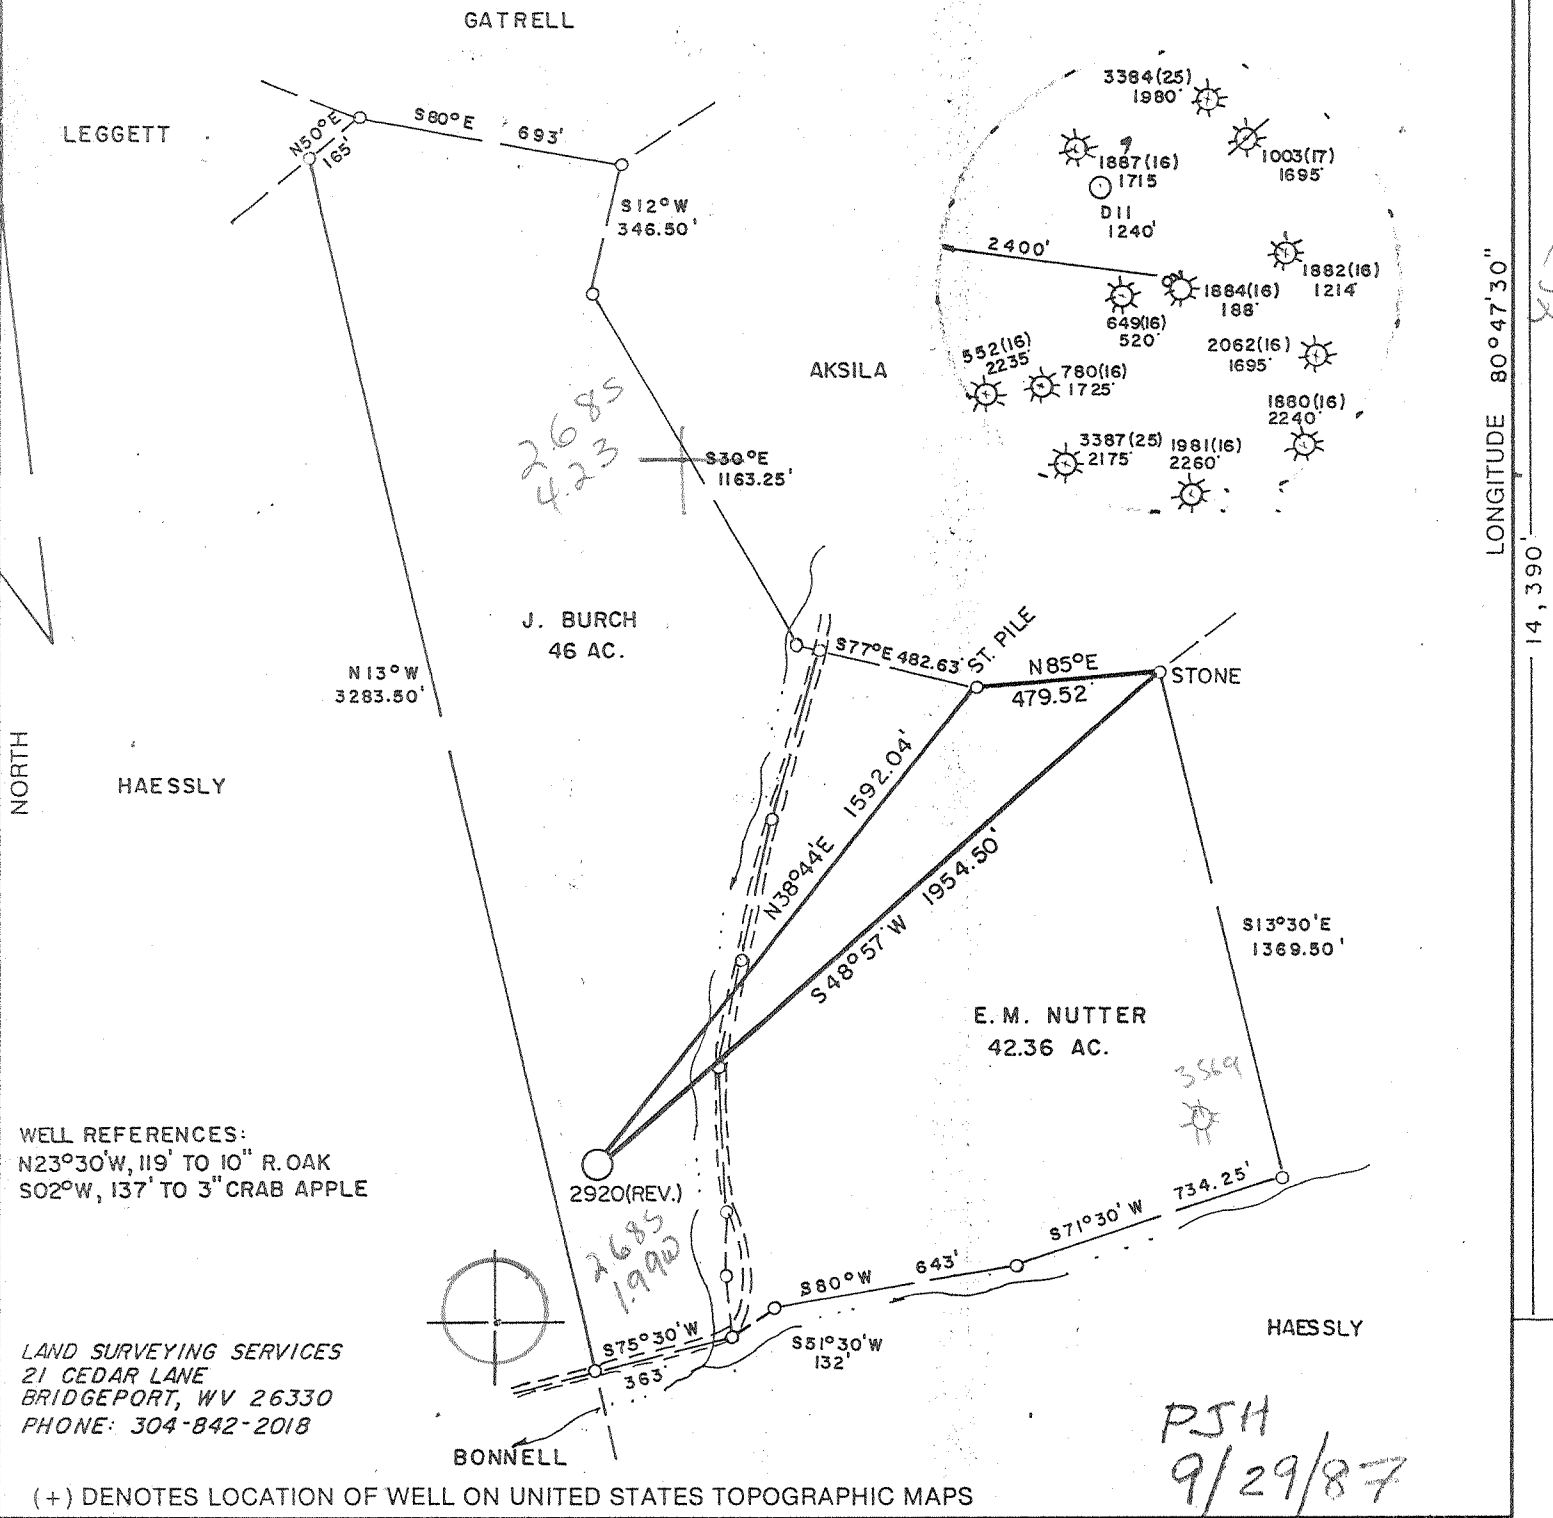 GATRELL
LEGGETT
N50°E
165'
S80°E 693'
S12°W
346.50'
3384(25)
1980'
1887(16)
1715
1003(17)
1695'
D11
1240'
2400'
1882(16)
1214'
1884(16)
188'
649(16)
520'
552(16)
2235'
780(16)
1725'
2062(16)
1695'
1880(16)
2240'
3387(25)
2175'
1981(16)
2260'
AKSILA
LONGITUDE 80°47'30"
14,390'
2.68S
4.23
S30°E
1163.25'
J. BURCH
46 AC.
N13°W
3283.50'
S77°E 482.63'
ST. PILE
N85°E
479.52'
STONE
NORTH
HAESSLY
N38°44'E 1592.04'
S48°57'W 1954.50'
S13°30'E
1369.50'
E.M. NUTTER
42.36 AC.
3569
WELL REFERENCES:
N23°30'W, 119' TO 10" R. OAK
S02°W, 137' TO 3" CRAB APPLE
2920(REV.)
2.68S
1.99W
S71°30'W 734.25'
S80°W 643'
S51°30'W
132'
S75°30'W
363'
HAESSLY
LAND SURVEYING SERVICES
21 CEDAR LANE
BRIDGEPORT, WV 26330
PHONE: 304-842-2018
BONNELL
PJH
9/29/87
(+) DENOTES LOCATION OF WELL ON UNITED STATES TOPOGRAPHIC MAPS